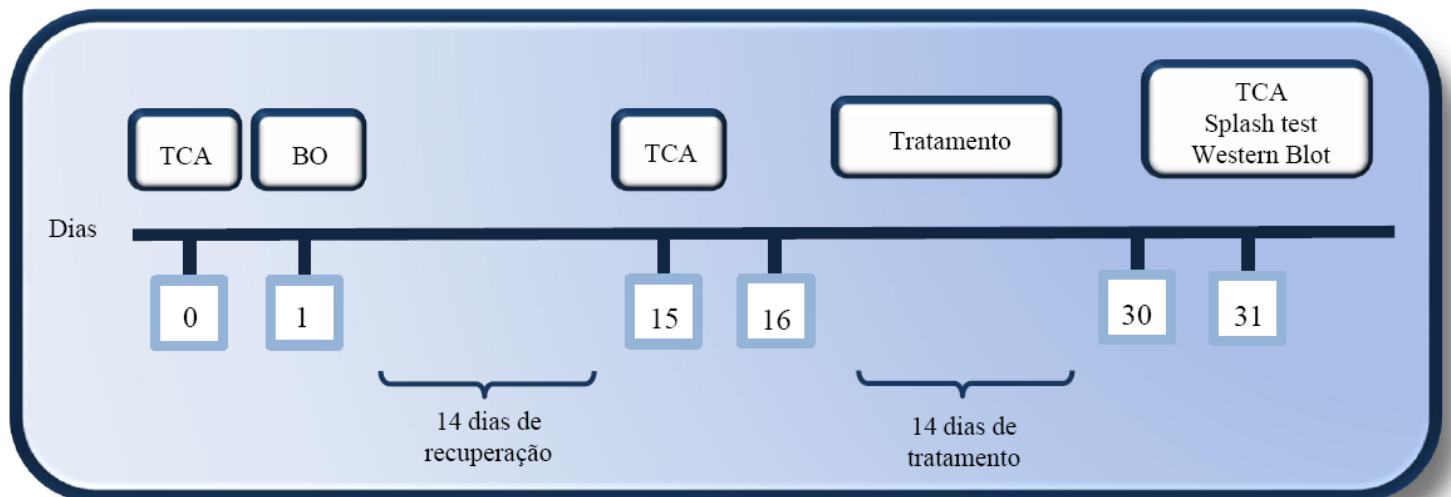 TCA
BO
TCA
Tratamento
TCA
Splash test
Western Blot
Dias
0
1
15
16
30
31
14 dias de
recuperação
14 dias de
tratamento